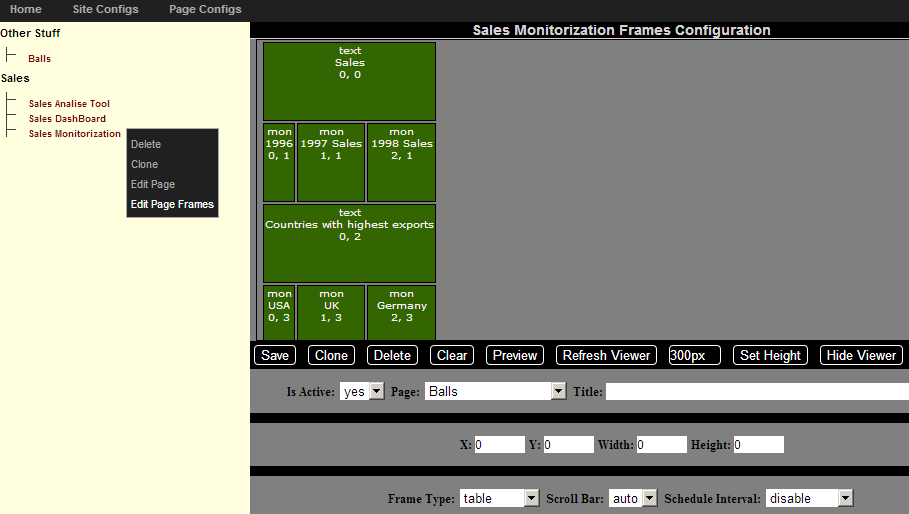 Home Site Configs Page Configs
Other Stuff
Balls
Sales
Sales Analise Tool
Sales DashBoard
Sales Monitorization
Delete
Clone
Edit Page
Edit Page Frames
Sales Monitorization Frames Configuration
text
Sales
0, 0
mon
1996
0, 1
mon
1997 Sales
1, 1
mon
1998 Sales
2, 1
text
Countries with highest exports
0, 2
mon
USA
0, 3
mon
UK
1, 3
mon
Germany
2, 3
Save Clone Delete Clear Preview Refresh Viewer 300px Set Height Hide Viewer
Is Active: yes Page: Balls Title:
X: 0 Y: 0 Width: 0 Height: 0
Frame Type: table Scroll Bar: auto Schedule Interval: disable